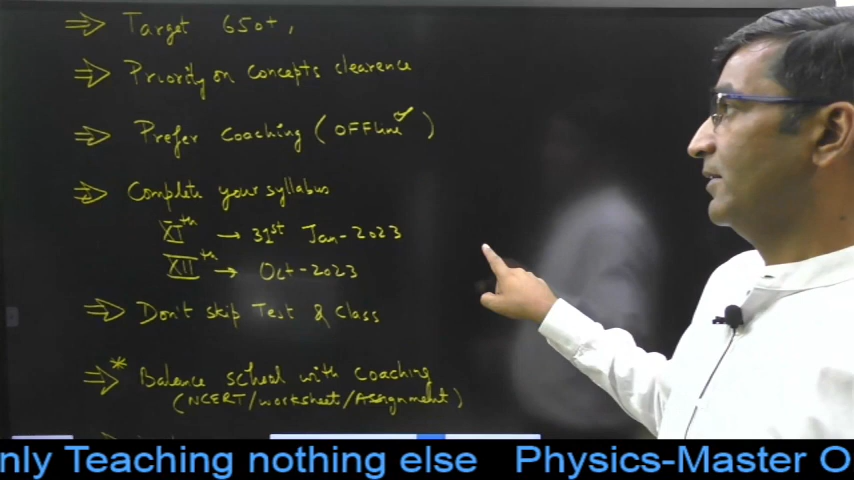 ⇒ Target 650+,
⇒ Priority on concepts clearence
⇒ Prefer Coaching (OFFline✓)
⇒ Complete your syllabus
XIth → 31st Jan-2023
XIIth → Oct-2023
⇒ Don't skip Test & Class
⇒* Balance school with coaching
(NCERT/worksheet/Assignment)
nly Teaching nothing else Physics-Master O